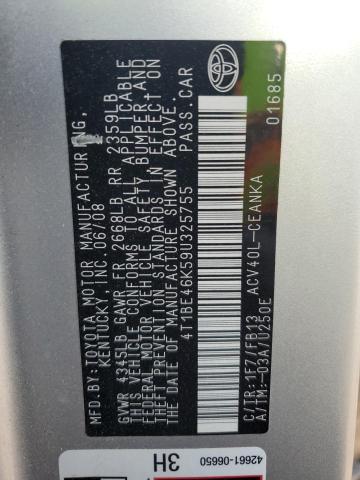 MFD.BY:TOYOTA MOTOR MANUFACTURING,
KENTUCKY, INC. 06/08
GVWR 4345LB GAWR FR 2668LB RR 2359LB
THIS VEHICLE CONFORMS TO ALL APPLICABLE
FEDERAL MOTOR VEHICLE SAFETY, BUMPER, AND
THEFT PREVENTION STANDARDS IN EFFECT ON
THE DATE OF MANUFACTURE SHOWN ABOVE.
4T1BE46K59U325755 PASS.CAR
C/TR:1F7/FB13 ACV40L-CEANKA
A/TM:-03A/U250E 01685
42661-06650
3H